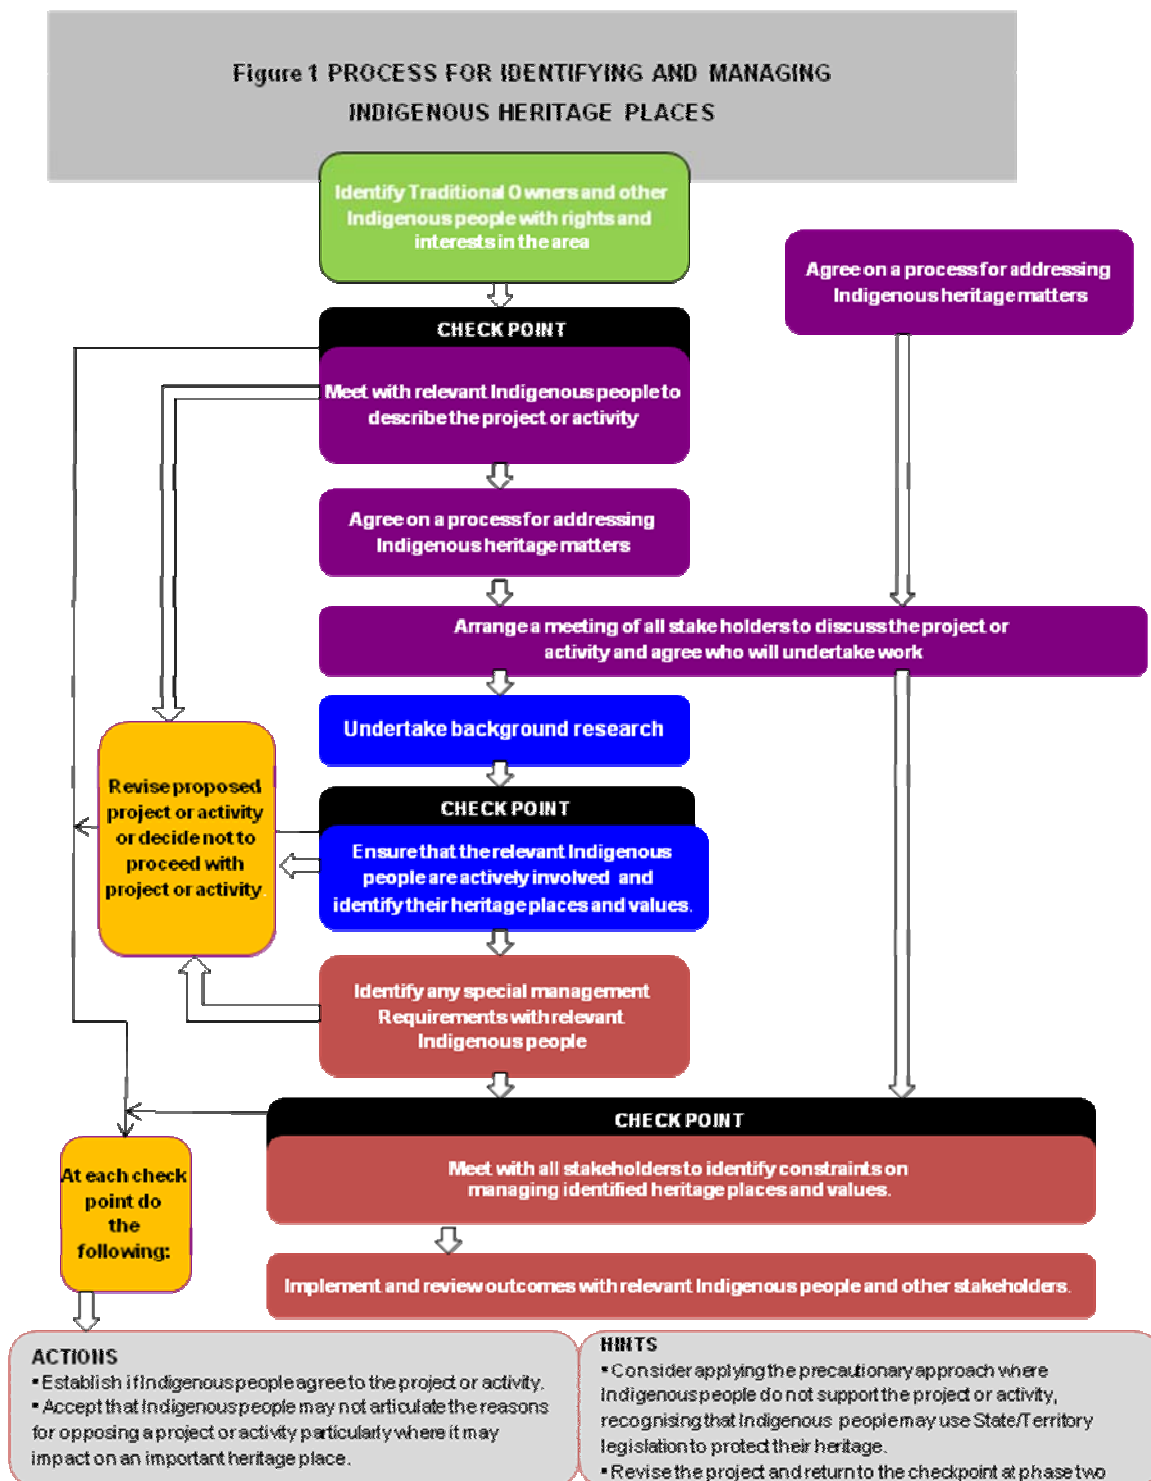 Figure 1 PROCESS FOR IDENTIFYING AND MANAGING
INDIGENOUS HERITAGE PLACES
Identify Traditional Owners and other
Indigenous people with rights and
interests in the area
Agree on a process for addressing
Indigenous heritage matters
CHECK POINT
Meet with relevant Indigenous people to
describe the project or activity
Agree on a process for addressing
Indigenous heritage matters
Arrange a meeting of all stake holders to discuss the project or
activity and agree who will undertake work
Undertake background research
Revise proposed
project or activity
or decide not to
proceed with
project or activity
CHECK POINT
Ensure that the relevant Indigenous
people are actively involved and
identify their heritage places and values.
Identify any special management
Requirements with relevant
Indigenous people
CHECK POINT
Meet with all stakeholders to identify constraints on
managing identified heritage places and values.
At each check
point do
the
following:
Implement and review outcomes with relevant Indigenous people and other stakeholders.
ACTIONS
▪ Establish if Indigenous people agree to the project or activity.
▪ Accept that Indigenous people may not articulate the reasons
for opposing a project or activity particularly where it may
impact on an important heritage place.
HINTS
▪ Consider applying the precautionary approach where
Indigenous people do not support the project or activity,
recognising that Indigenous people may use State/Territory
legislation to protect their heritage.
▪ Revise the project and return to the checkpoint at phase two